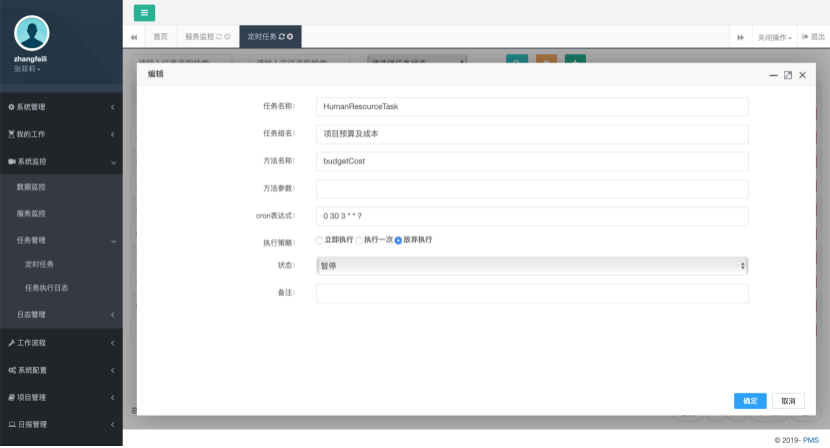 首页
服务监控
定时任务
关闭操作
退出
zhangfeili
张菲莉
系统管理
我的工作
系统监控
数据监控
服务监控
任务管理
定时任务
任务执行日志
日志管理
工作流程
系统配置
项目管理
日报管理
编辑
任务名称:
HumanResourceTask
任务组名:
项目预算及成本
方法名称:
budgetCost
方法参数:
cron表达式:
0 30 3 * * ?
执行策略:
立即执行 执行一次 放弃执行
状态:
暂停
备注:
确定
取消
© 2019- PMS